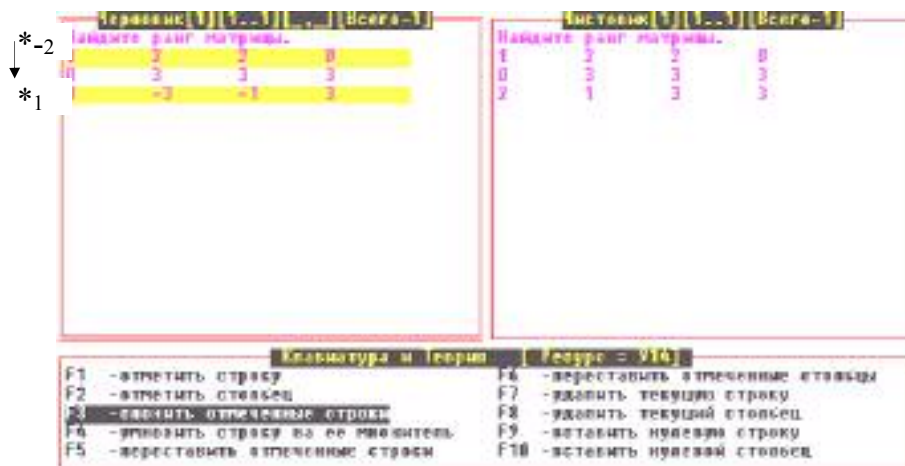 Черновик[1][1..1][ , ][Всего-1]
Найдите ранг матрицы.
*-2
2 2 0
0 3 3 3
*1
-3 -1 3
Чистовик[1][1..1][Всего-1]
Найдите ранг матрицы.
1 2 2 0
0 3 3 3
2 1 3 3
Клавиатура и Теория [ Ресурс = 916]
F1 -отметить строку
F2 -отметить столбец
F3 -сложить отмеченные строки
F4 -умножить строку на ее множитель
F5 -переставить отмеченные строки
F6 -переставить отмеченные столбцы
F7 -удалить текущую строку
F8 -удалить текущий столбец
F9 -вставить нулевую строку
F10 -вставить нулевой столбец